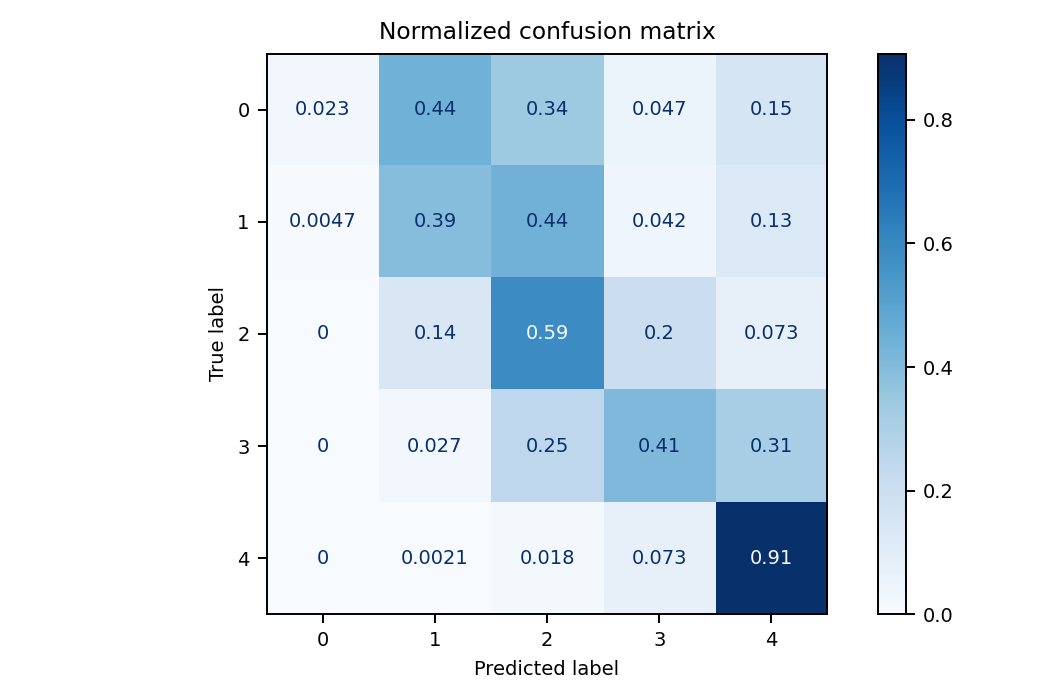 Normalized confusion matrix
0 0.023 0.44 0.34 0.047 0.15
1 0.0047 0.39 0.44 0.042 0.13
2 0 0.14 0.59 0.2 0.073
3 0 0.027 0.25 0.41 0.31
4 0 0.0021 0.018 0.073 0.91
0 1 2 3 4
Predicted label
True label
0.8
0.6
0.4
0.2
0.0